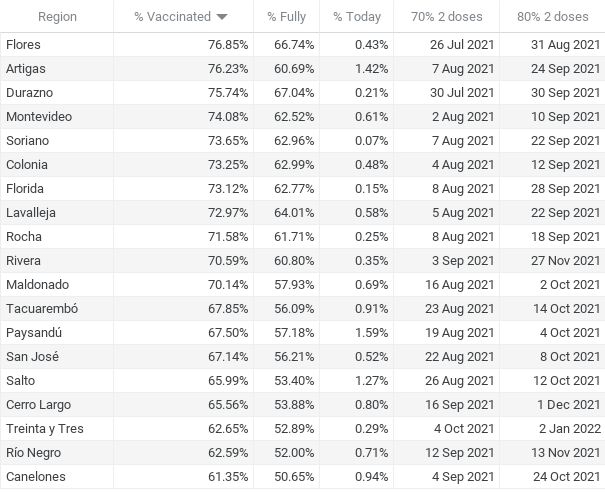 Region % Vaccinated % Fully % Today 70% 2 doses 80% 2 doses
Flores 76.85% 66.74% 0.43% 26 Jul 2021 31 Aug 2021
Artigas 76.23% 60.69% 1.42% 7 Aug 2021 24 Sep 2021
Durazno 75.74% 67.04% 0.21% 30 Jul 2021 30 Sep 2021
Montevideo 74.08% 62.52% 0.61% 2 Aug 2021 10 Sep 2021
Soriano 73.65% 62.96% 0.07% 7 Aug 2021 22 Sep 2021
Colonia 73.25% 62.99% 0.48% 4 Aug 2021 12 Sep 2021
Florida 73.12% 62.77% 0.15% 8 Aug 2021 28 Sep 2021
Lavalleja 72.97% 64.01% 0.58% 5 Aug 2021 22 Sep 2021
Rocha 71.58% 61.71% 0.25% 8 Aug 2021 18 Sep 2021
Rivera 70.59% 60.80% 0.35% 3 Sep 2021 27 Nov 2021
Maldonado 70.14% 57.93% 0.69% 16 Aug 2021 2 Oct 2021
Tacuarembó 67.85% 56.09% 0.91% 23 Aug 2021 14 Oct 2021
Paysandú 67.50% 57.18% 1.59% 19 Aug 2021 4 Oct 2021
San José 67.14% 56.21% 0.52% 22 Aug 2021 8 Oct 2021
Salto 65.99% 53.40% 1.27% 26 Aug 2021 12 Oct 2021
Cerro Largo 65.56% 53.88% 0.80% 16 Sep 2021 1 Dec 2021
Treinta y Tres 62.65% 52.89% 0.29% 4 Oct 2021 2 Jan 2022
Río Negro 62.59% 52.00% 0.71% 12 Sep 2021 13 Nov 2021
Canelones 61.35% 50.65% 0.94% 4 Sep 2021 24 Oct 2021